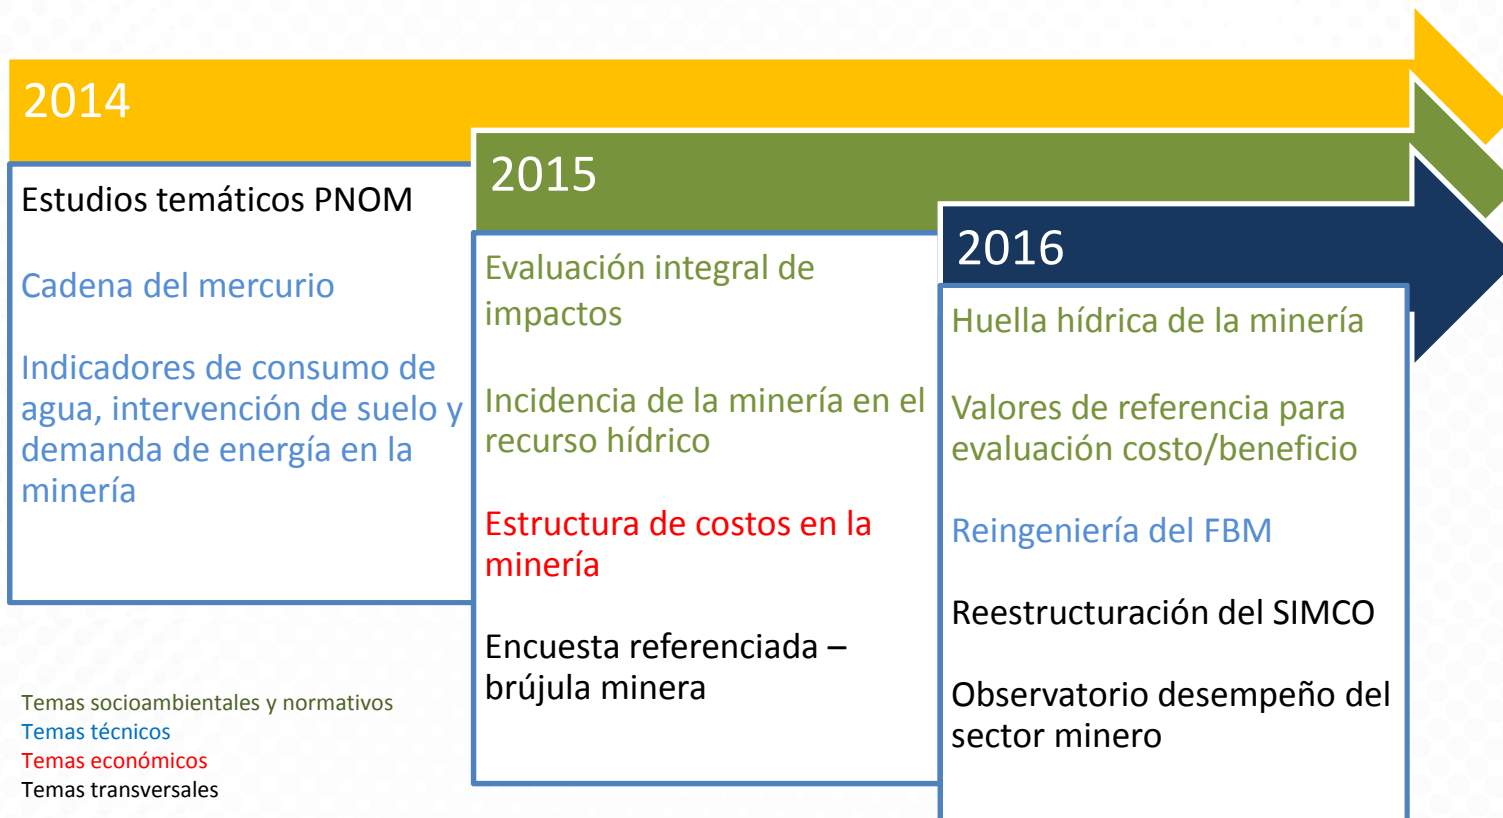 2014
Estudios temáticos PNOM
Cadena del mercurio
Indicadores de consumo de
agua, intervención de suelo y
demanda de energía en la
minería
2015
Evaluación integral de
impactos
Incidencia de la minería en el
recurso hídrico
Estructura de costos en la
minería
Encuesta referenciada –
brújula minera
2016
Huella hídrica de la minería
Valores de referencia para
evaluación costo/beneficio
Reingeniería del FBM
Reestructuración del SIMCO
Observatorio desempeño del
sector minero
Temas socioambientales y normativos
Temas técnicos
Temas económicos
Temas transversales